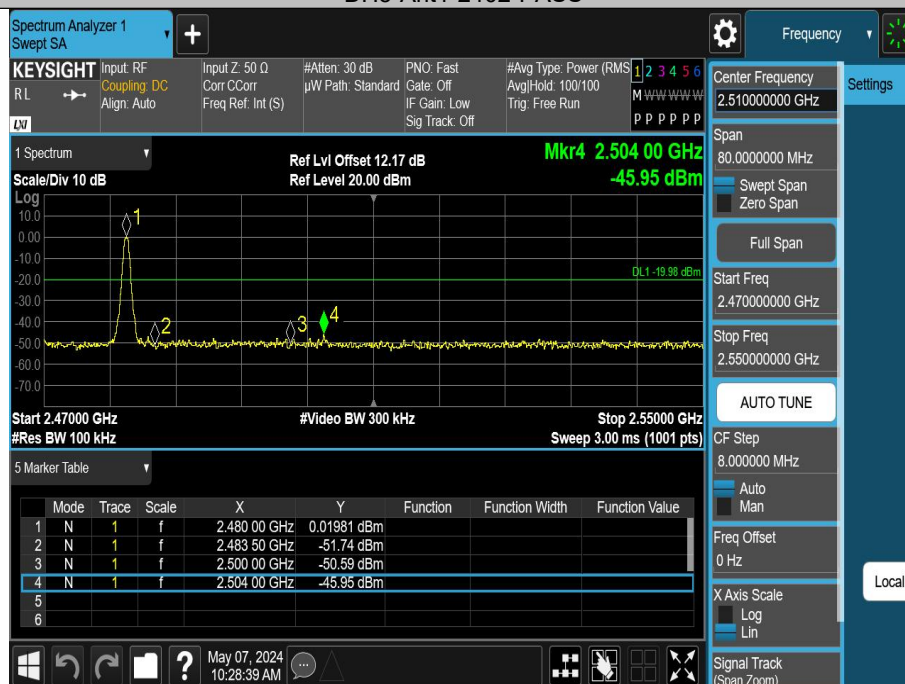 Spectrum Analyzer 1
Swept SA
+
Frequency
KEYSIGHT
RL
LXI
Input: RF
Coupling: DC
Align: Auto
Input Z: 50 Ω
Corr CCorr
Freq Ref: Int (S)
#Atten: 30 dB
µW Path: Standard
PNO: Fast
Gate: Off
IF Gain: Low
Sig Track: Off
#Avg Type: Power (RMS
Avg|Hold: 100/100
Trig: Free Run
1 2 3 4 5 6
M W W W W W
P P P P P P
1 Spectrum
Scale/Div 10 dB
Ref Lvl Offset 12.17 dB
Ref Level 20.00 dBm
Mkr4 2.504 00 GHz
-45.95 dBm
Log
10.0
0.00
-10.0
-20.0
-30.0
-40.0
-50.0
-60.0
-70.0
1
2
3
4
DL1 -19.98 dBm
Start 2.47000 GHz
#Video BW 300 kHz
Stop 2.55000 GHz
#Res BW 100 kHz
Sweep 3.00 ms (1001 pts)
5 Marker Table
Mode Trace Scale X Y Function Function Width Function Value
1 N 1 f 2.480 00 GHz 0.01981 dBm
2 N 1 f 2.483 50 GHz -51.74 dBm
3 N 1 f 2.500 00 GHz -50.59 dBm
4 N 1 f 2.504 00 GHz -45.95 dBm
5
6
?
May 07, 2024
10:28:39 AM
Center Frequency
2.510000000 GHz
Span
80.0000000 MHz
Swept Span
Zero Span
Full Span
Start Freq
2.470000000 GHz
Stop Freq
2.550000000 GHz
AUTO TUNE
CF Step
8.000000 MHz
Auto
Man
Freq Offset
0 Hz
X Axis Scale
Log
Lin
Signal Track
(Span Zoom)
Settings
Local